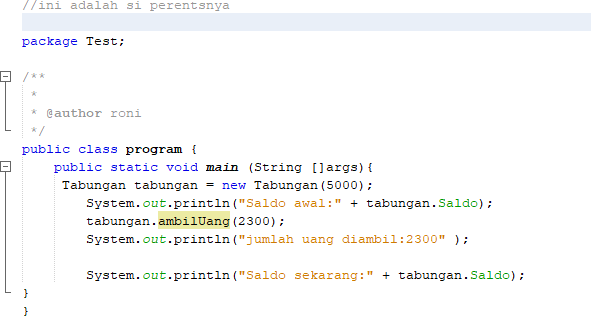 //ini adalah si perentsnya
package Test;
/**
 *
 * @author roni
 */
public class program {
    public static void main (String []args){
     Tabungan tabungan = new Tabungan(5000);
        System.out.println("Saldo awal:" + tabungan.Saldo);
        tabungan.ambilUang(2300);
        System.out.println("jumlah uang diambil:2300" );
        System.out.println("Saldo sekarang:" + tabungan.Saldo);
}
}